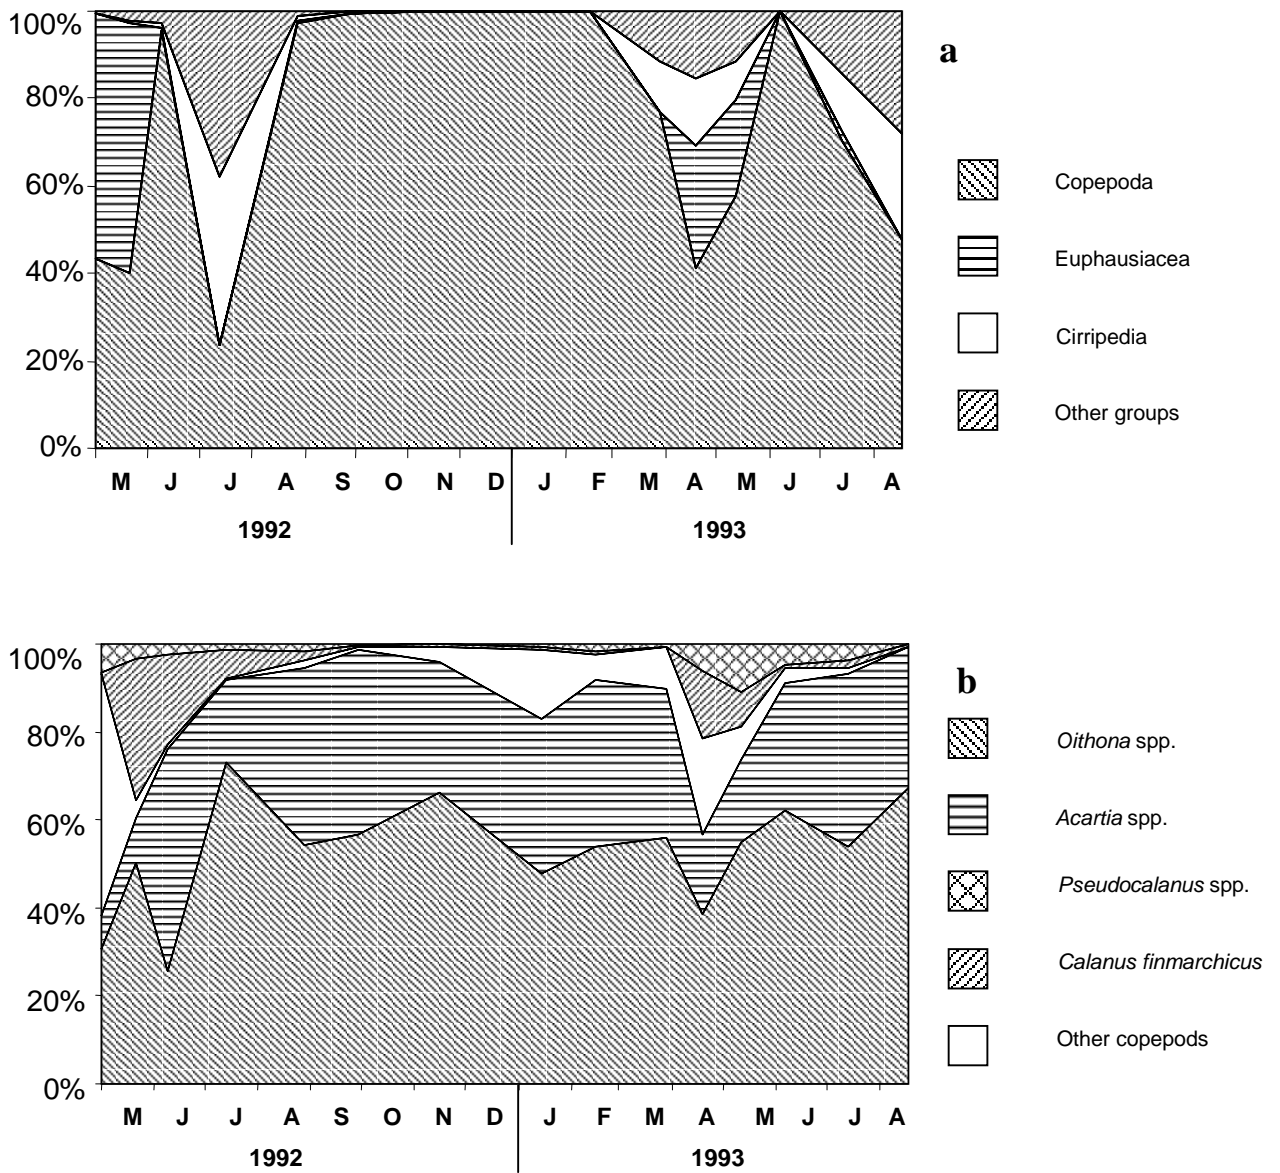 100%
80%
60%
40%
20%
0%
M J J A S O N D J F M A M J J A
1992 1993
a
Copepoda
Euphausiacea
Cirripedia
Other groups
100%
80%
60%
40%
20%
0%
M J J A S O N D J F M A M J J A
1992 1993
b
Oithona spp.
Acartia spp.
Pseudocalanus spp.
Calanus finmarchicus
Other copepods